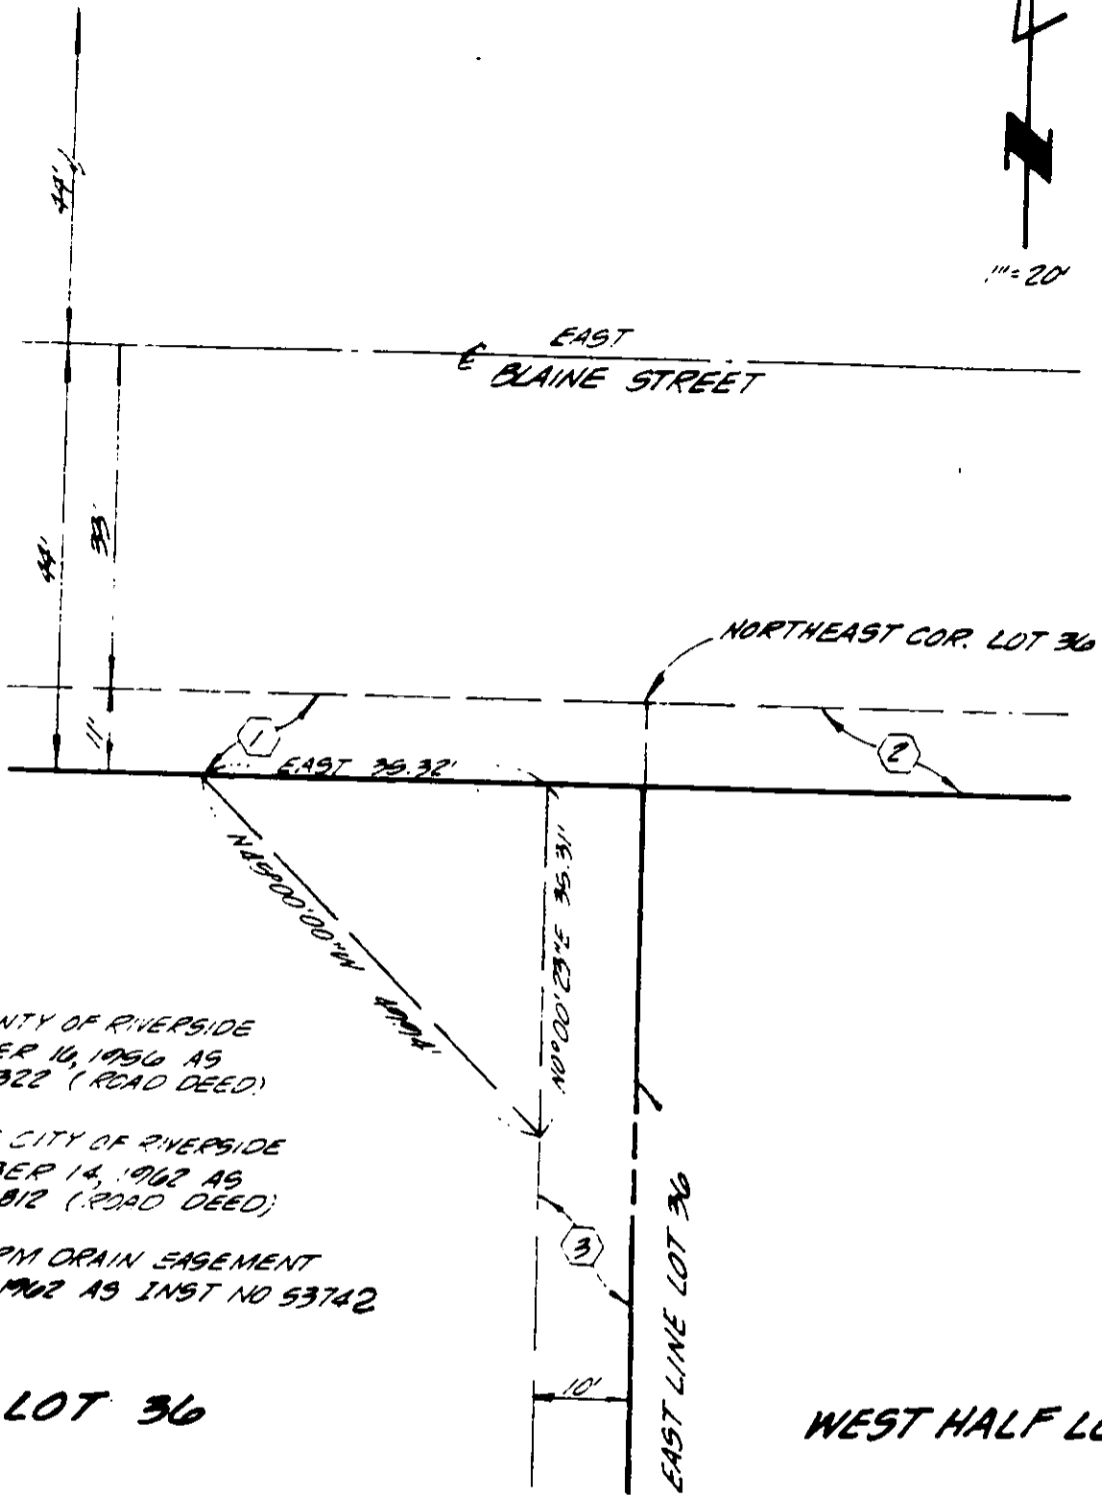 44'±
1"=20'
EAST
℄ BLAINE STREET
44'
33'
11'
NORTHEAST COR. LOT 36
1
2
EAST 35.32'
N45°00'00"W
N0°00'23"E 35.31'
NTY OF RIVERSIDE
ER 16, 1956 AS
322 (ROAD DEED)
CITY OF RIVERSIDE
BER 14, 1962 AS
812 (ROAD DEED)
RM DRAIN EASEMENT
1962 AS INST NO 53742
3
10'
EAST LINE LOT 36
LOT 36
WEST HALF LO